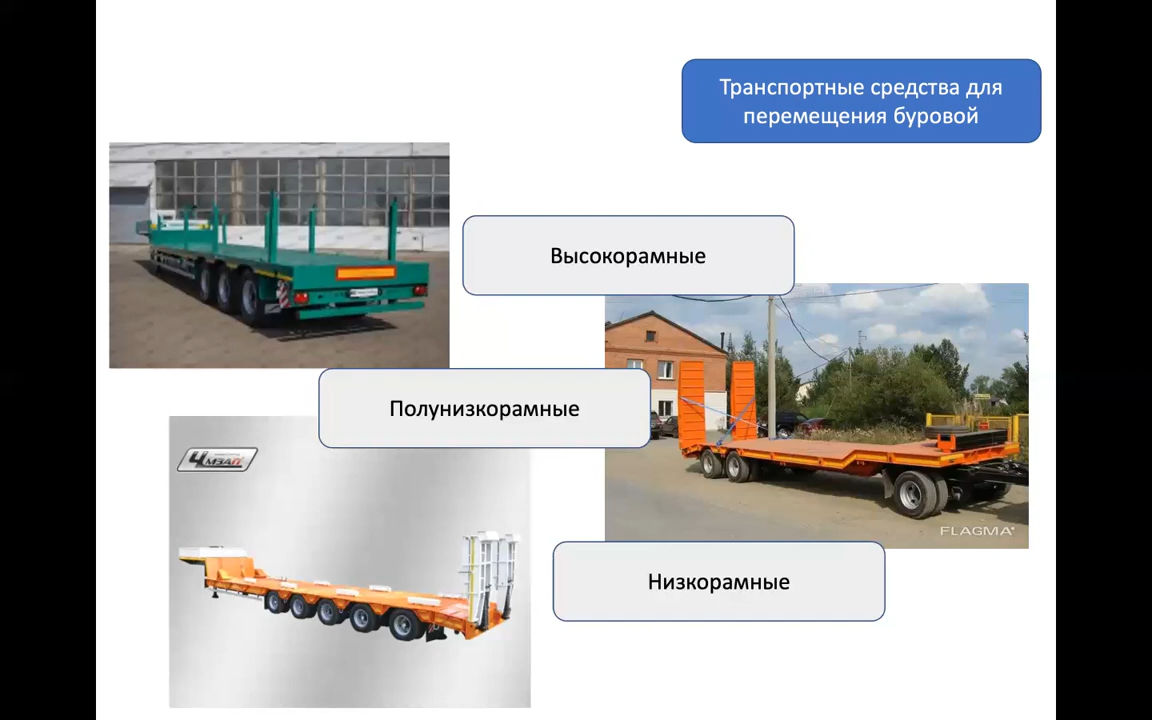 Транспортные средства для
перемещения буровой
Высокорамные
Полунизкорамные
ЧМЗАП
FLAGMA
Низкорамные